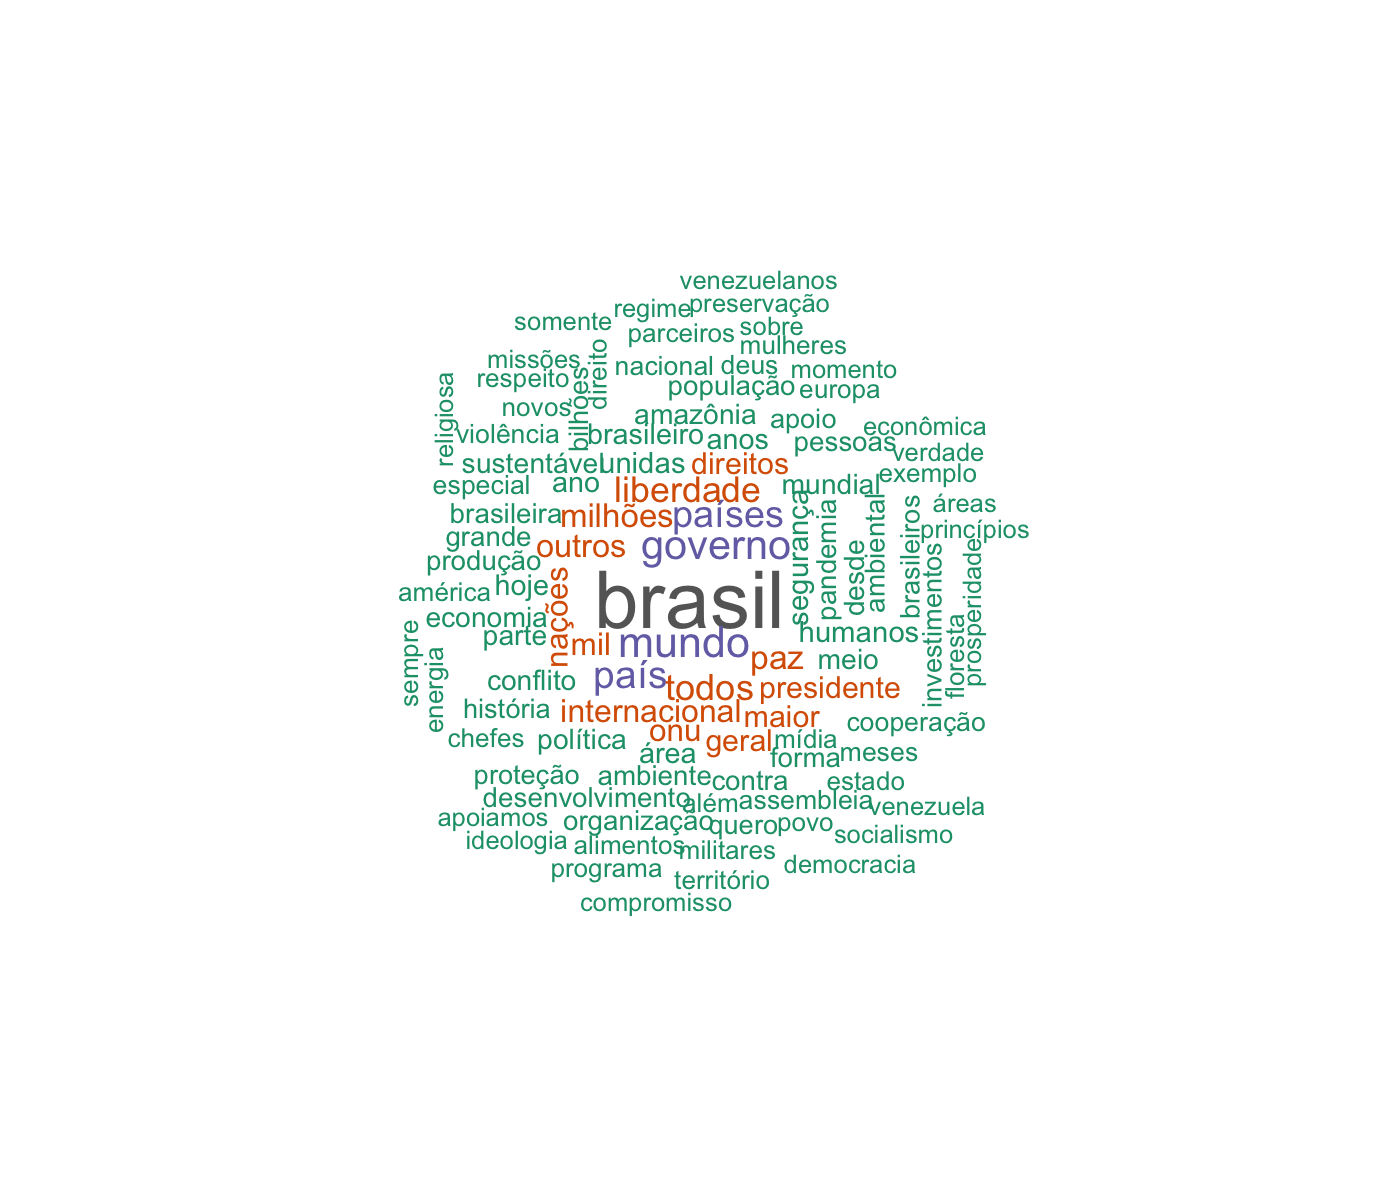 venezuelanos
regime
preservação
somente
parceiros
sobre
mulheres
missões
direito
nacional
deus
momento
respeito
bilhões
população
europa
religiosa
novos
amazônia
apoio
econômica
violência
brasileiro
anos
pessoas
verdade
sustentável
unidas
direitos
exemplo
especial
ano
liberdade
mundial
áreas
brasileira
milhões
países
segurança
pandemia
ambiental
brasileiros
princípios
grande
outros
governo
desde
produção
hoje
nações
brasil
investimentos
prosperidade
américa
economia
parte
mil
mundo
humanos
floresta
sempre
energia
conflito
país
paz
meio
todos
presidente
história
internacional
maior
cooperação
chefes
política
onu
geral
mídia
área
forma
meses
proteção
ambiente
contra
estado
desenvolvimento
além
assembleia
venezuela
apoiamos
organização
quero
povo
socialismo
ideologia
alimentos
militares
programa
território
democracia
compromisso